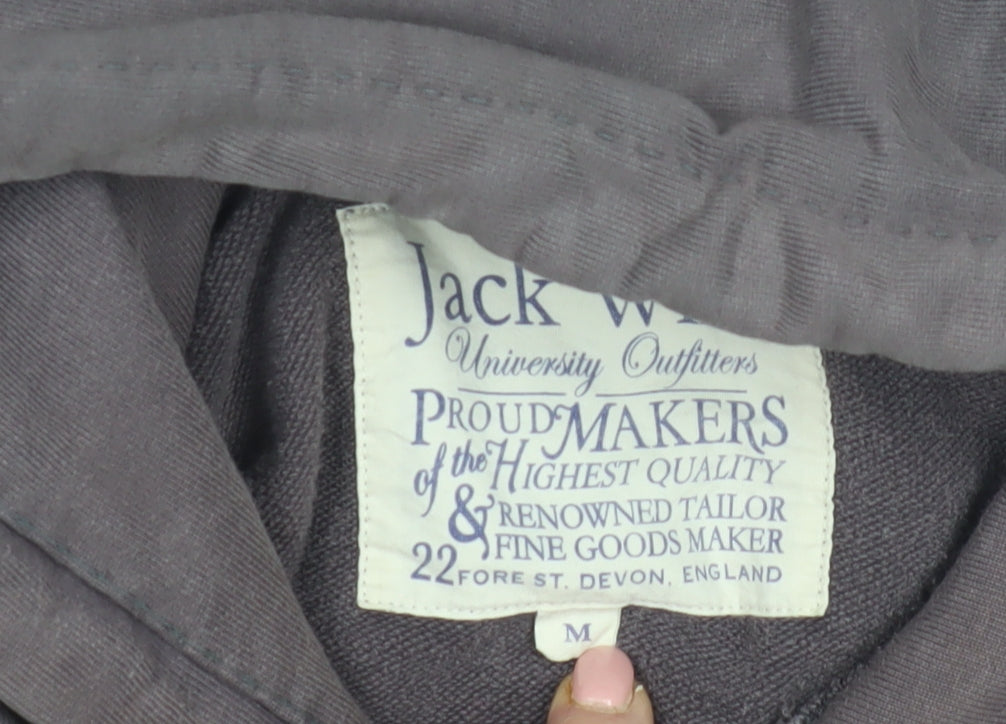 Jack
University Outfitters
PROUD MAKERS
of the HIGHEST QUALITY
& RENOWNED TAILOR
FINE GOODS MAKER
22 FORE ST. DEVON, ENGLAND
M